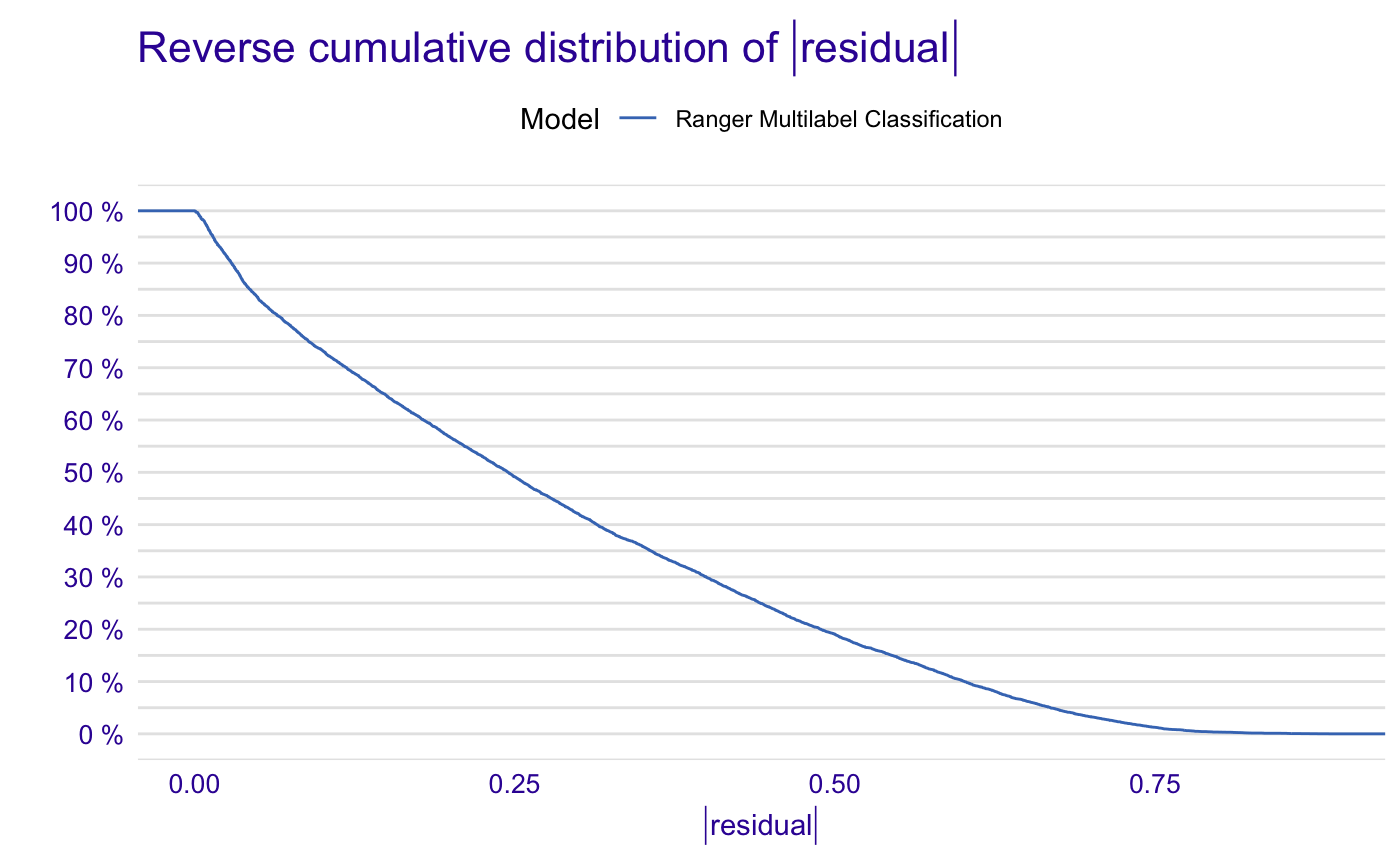 Reverse cumulative distribution of |residual|
Model Ranger Multilabel Classification
100 %
90 %
80 %
70 %
60 %
50 %
40 %
30 %
20 %
10 %
0 %
0.00 0.25 0.50 0.75
|residual|